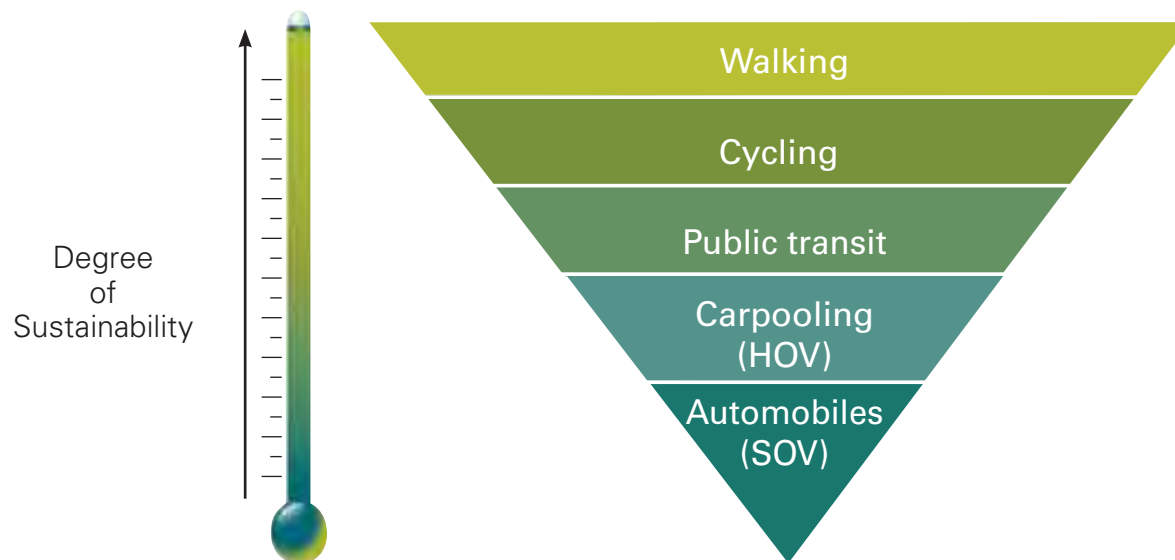 Degree
of
Sustainability
Walking
Cycling
Public transit
Carpooling
(HOV)
Automobiles
(SOV)